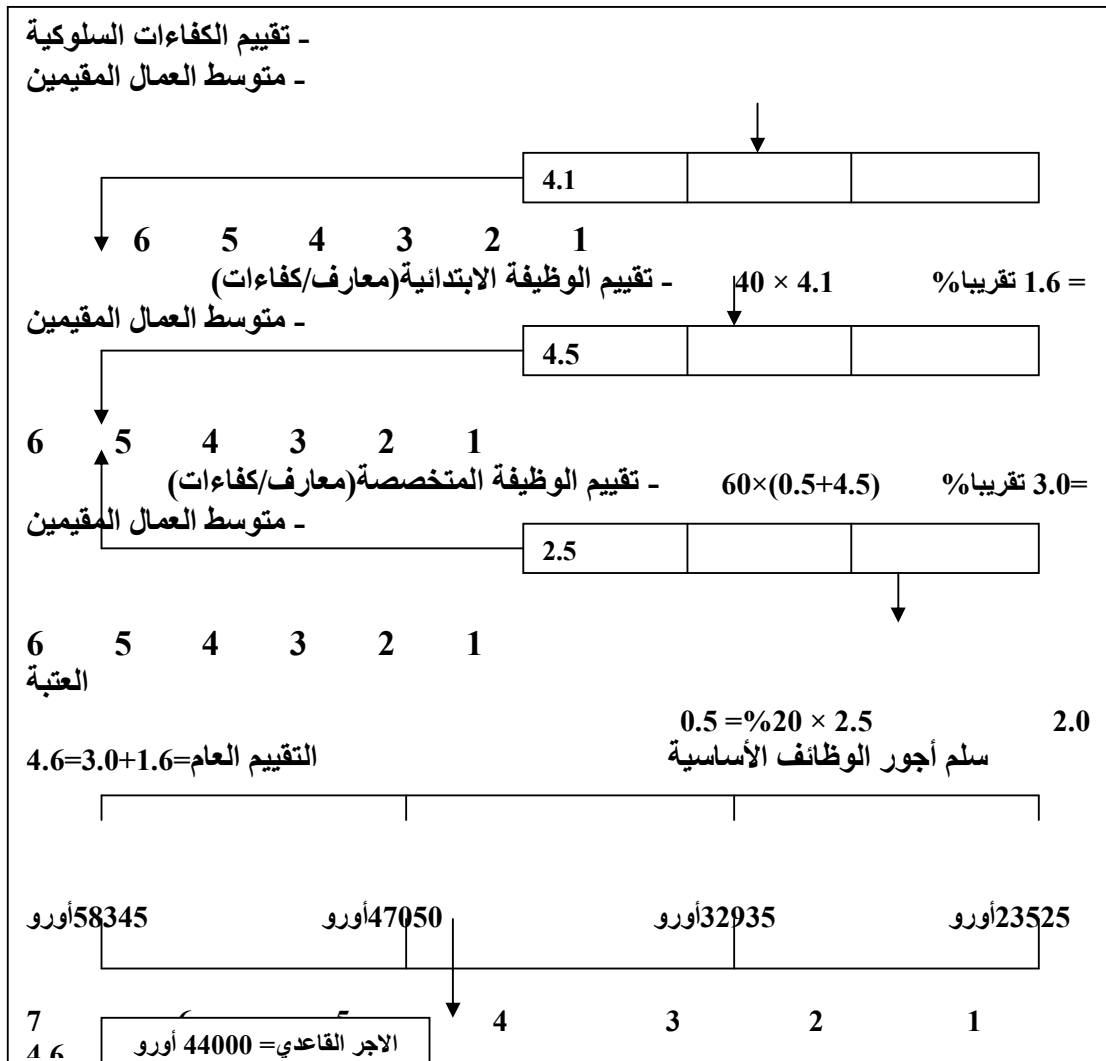 - تقييم الكفاءات السلوكية
- متوسط العمال المقيمين
4.1
6 5 4 3 2 1
- تقييم الوظيفة الابتدائية(معارف/كفاءات) 40 × 4.1 %تقريبا 1.6 =
- متوسط العمال المقيمين
4.5
6 5 4 3 2 1
- تقييم الوظيفة المتخصصة(معارف/كفاءات) 60×(0.5+4.5) %تقريبا 3.0=
- متوسط العمال المقيمين
2.5
6 5 4 3 2 1
العتبة
0.5 =%20 × 2.5 2.0
التقييم العام=1.6+3.0=4.6 سلم أجور الوظائف الأساسية
58345أورو 47050أورو 32935أورو 23525أورو
7 6 5 4 3 2 1
4.6 الاجر القاعدي= 44000 أورو